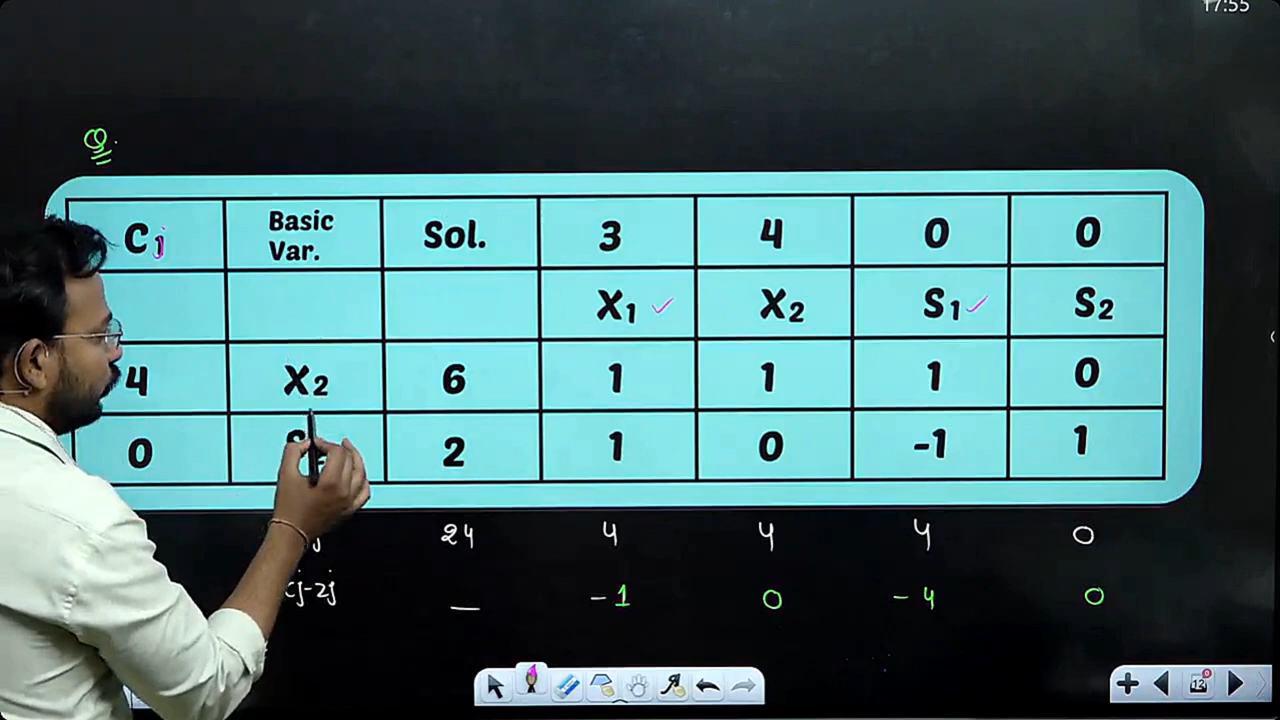 17:55
Q.
Cj Basic Var. Sol. 3 4 0 0
X1 ✓ X2 S1 ✓ S2
4 X2 6 1 1 1 0
0 2 1 0 -1 1
24 4 4 4 0
Cj-Zj — -1 0 -4 0
12